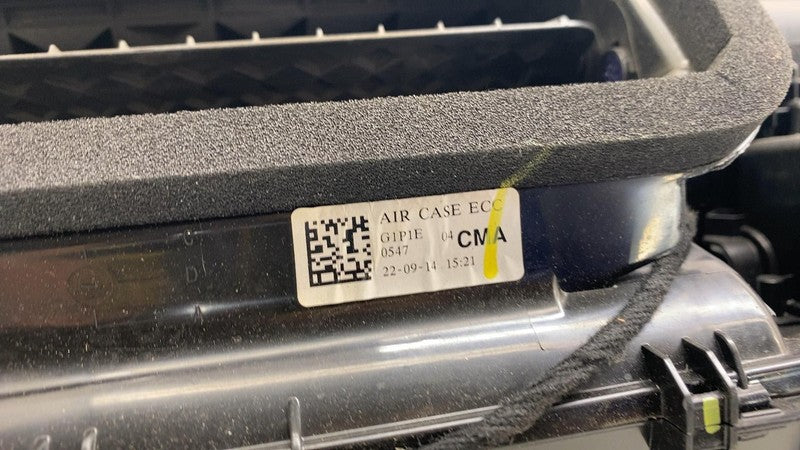 AIR CASE ECC
G1P1E 04 CMA
0547
22-09-14 15:21